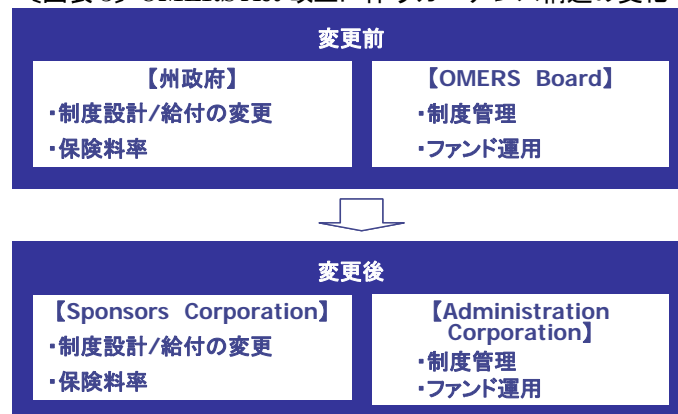 変更前
【州政府】
・制度設計/給付の変更
・保険料率
【OMERS Board】
・制度管理
・ファンド運用
変更後
【Sponsors Corporation】
・制度設計/給付の変更
・保険料率
【Administration
Corporation】
・制度管理
・ファンド運用